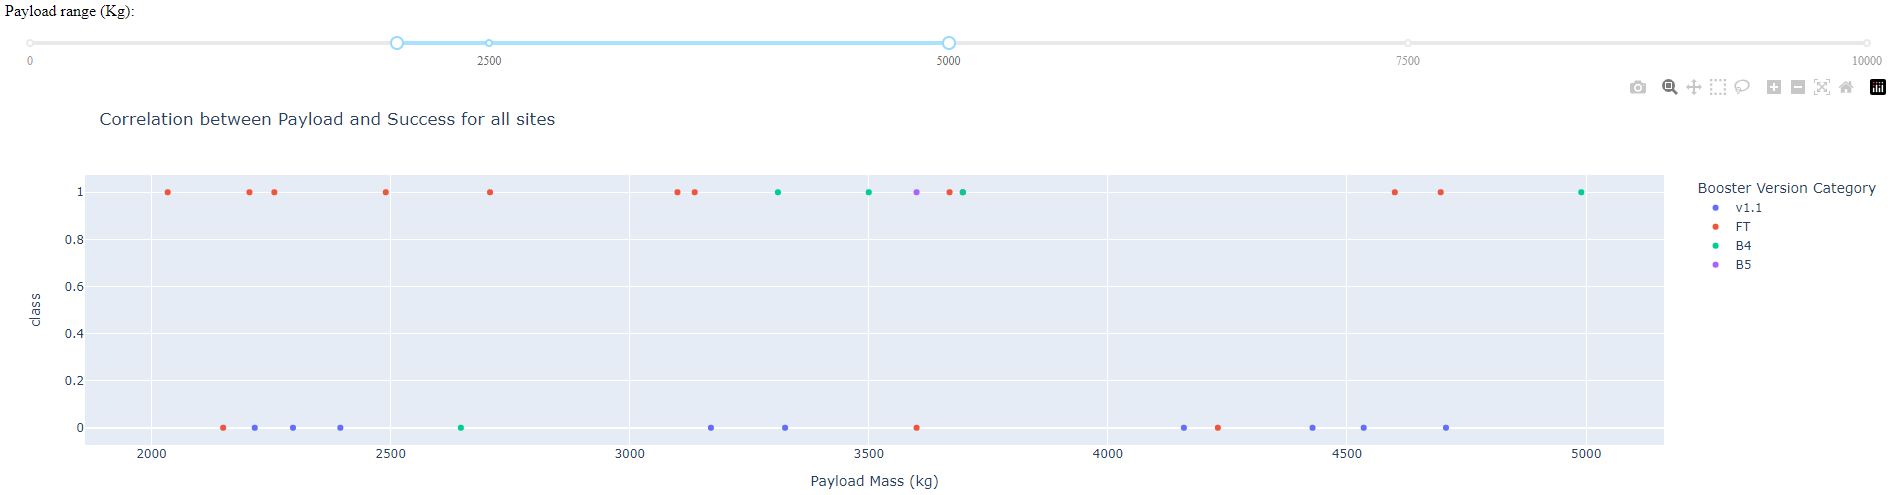 Payload range (Kg):
0 2500 5000 7500 10000
Correlation between Payload and Success for all sites
Booster Version Category
v1.1
FT
B4
B5
class
1
0.8
0.6
0.4
0.2
0
2000 2500 3000 3500 4000 4500 5000
Payload Mass (kg)